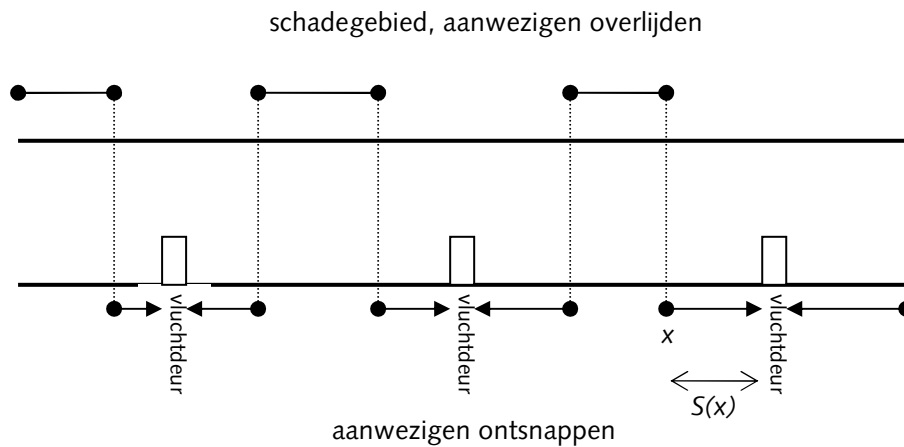 schadegebied, aanwezigen overlijden
vluchtdeur
vluchtdeur
vluchtdeur
x
S(x)
aanwezigen ontsnappen